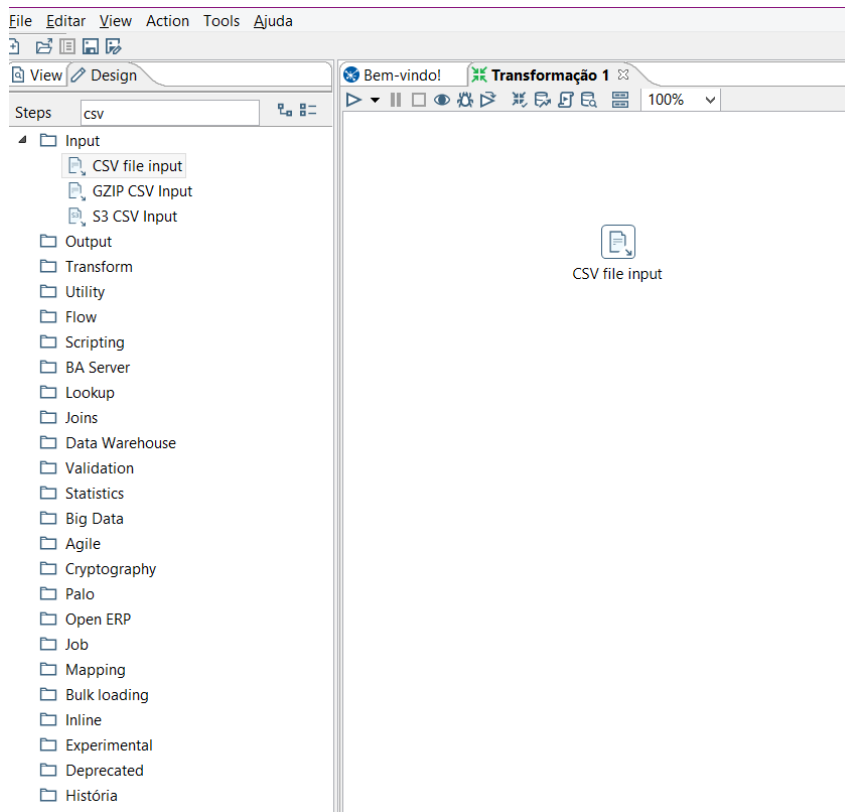 File Editar View Action Tools Ajuda
View Design
Bem-vindo! Transformação 1
Steps csv
100%
Input
CSV file input
GZIP CSV Input
S3 CSV Input
Output
Transform
Utility
Flow
Scripting
BA Server
Lookup
Joins
Data Warehouse
Validation
Statistics
Big Data
Agile
Cryptography
Palo
Open ERP
Job
Mapping
Bulk loading
Inline
Experimental
Deprecated
História
CSV file input